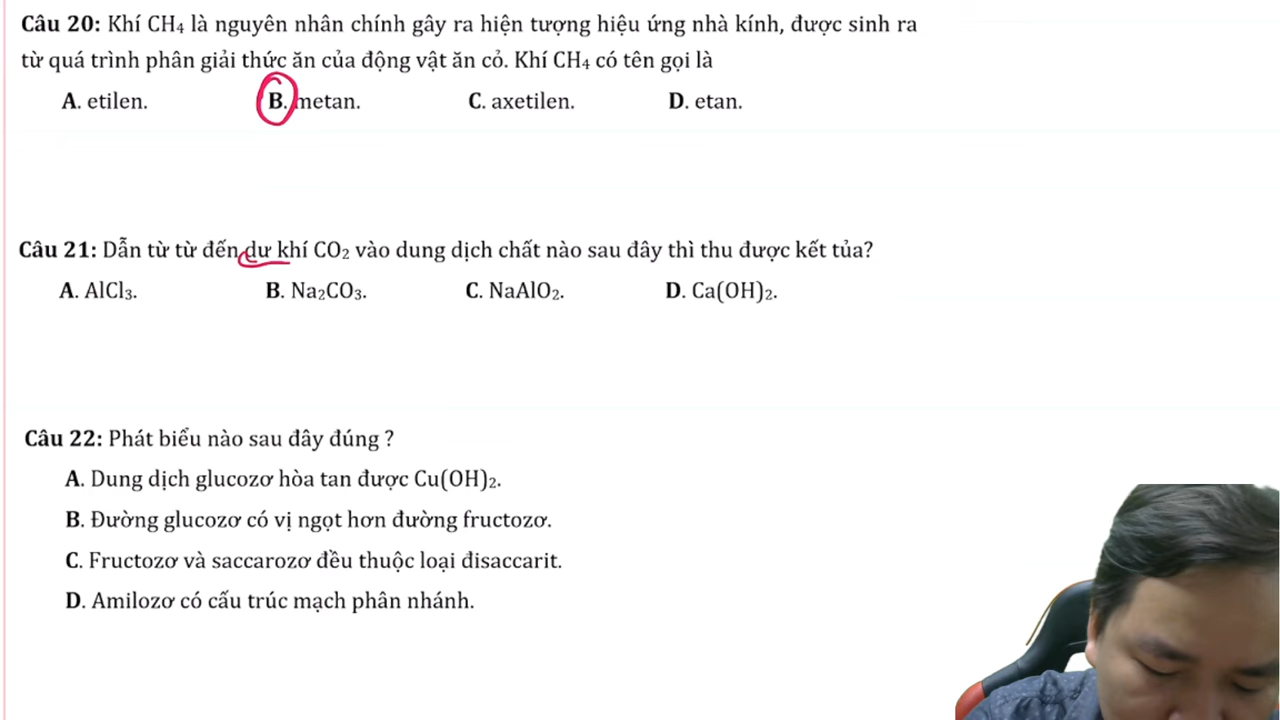 Câu 20: Khí CH₄ là nguyên nhân chính gây ra hiện tượng hiệu ứng nhà kính, được sinh ra
từ quá trình phân giải thức ăn của động vật ăn cỏ. Khí CH₄ có tên gọi là
A. etilen. B. metan. C. axetilen. D. etan.
Câu 21: Dẫn từ từ đến dư khí CO₂ vào dung dịch chất nào sau đây thì thu được kết tủa?
A. AlCl₃. B. Na₂CO₃. C. NaAlO₂. D. Ca(OH)₂.
Câu 22: Phát biểu nào sau đây đúng ?
A. Dung dịch glucozơ hòa tan được Cu(OH)₂.
B. Đường glucozơ có vị ngọt hơn đường fructozơ.
C. Fructozơ và saccarozơ đều thuộc loại đisaccarit.
D. Amilozơ có cấu trúc mạch phân nhánh.